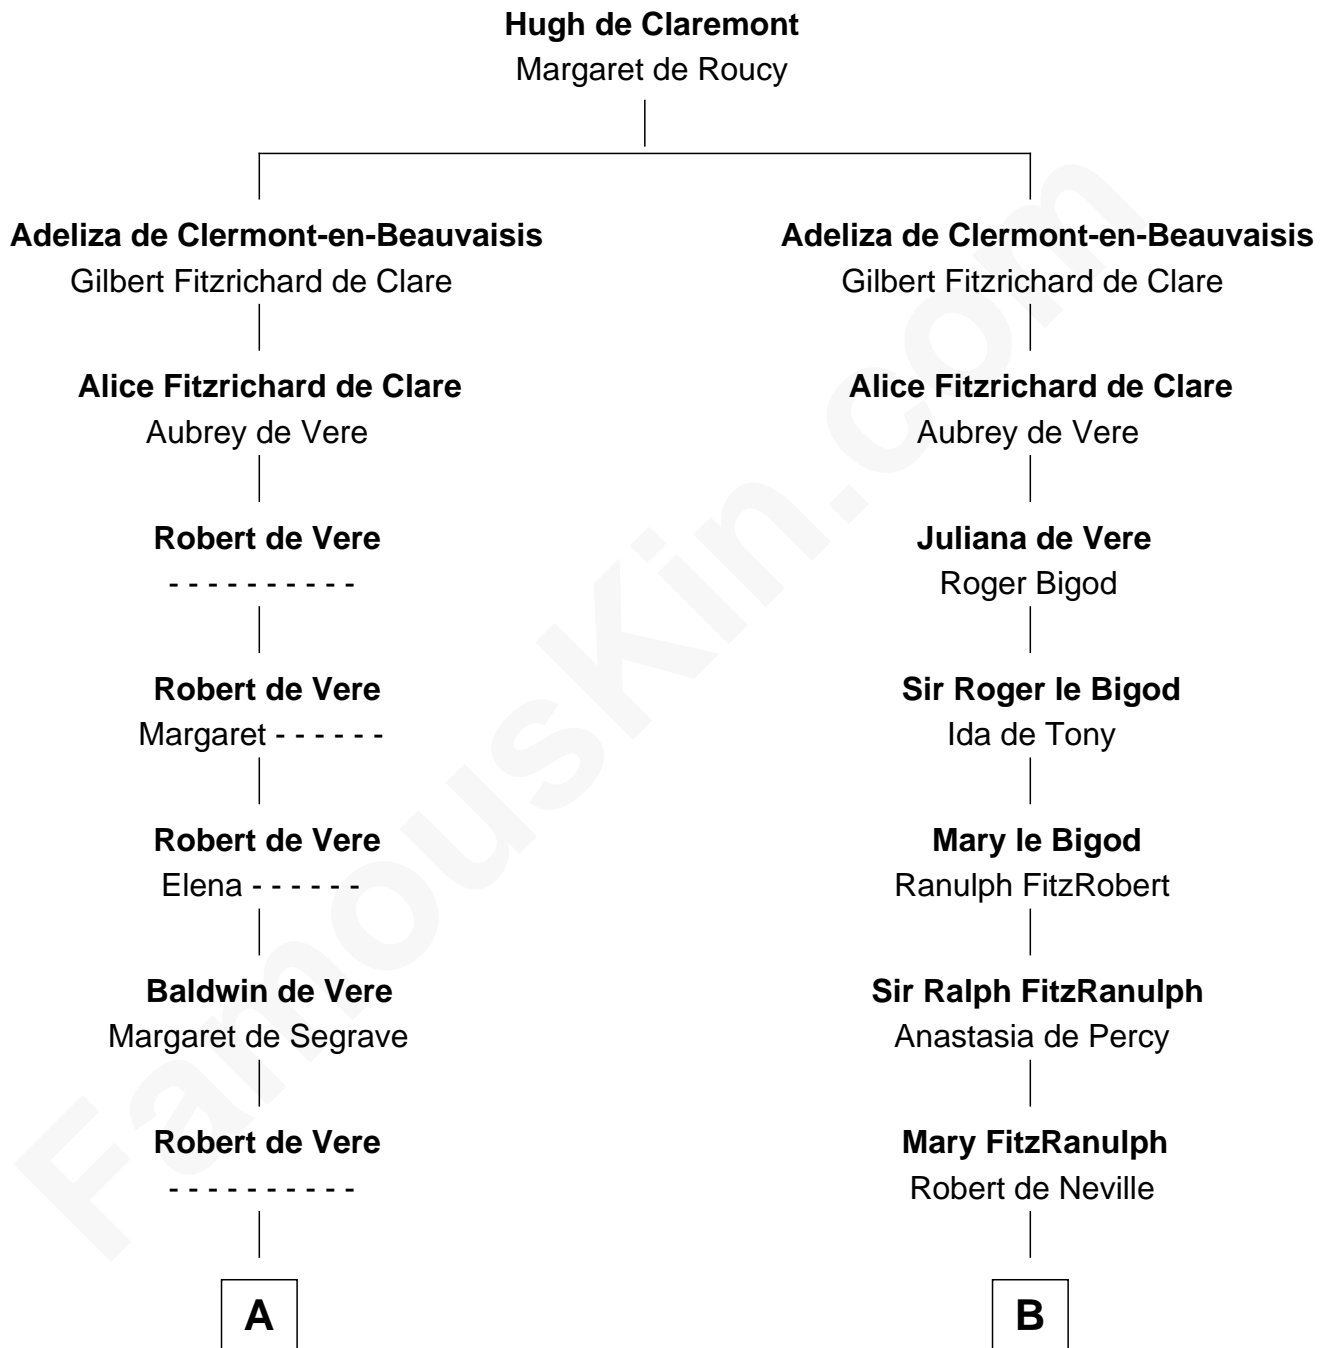 Hugh de Claremont
Margaret de Roucy
Adeliza de Clermont-en-Beauvaisis
Gilbert Fitzrichard de Clare
Alice Fitzrichard de Clare
Aubrey de Vere
Robert de Vere
- - - - - - - - - -
Robert de Vere
Margaret - - - - - -
Robert de Vere
Elena - - - - - -
Baldwin de Vere
Margaret de Segrave
Robert de Vere
- - - - - - - - - -
A
Adeliza de Clermont-en-Beauvaisis
Gilbert Fitzrichard de Clare
Alice Fitzrichard de Clare
Aubrey de Vere
Juliana de Vere
Roger Bigod
Sir Roger le Bigod
Ida de Tony
Mary le Bigod
Ranulph FitzRobert
Sir Ralph FitzRanulph
Anastasia de Percy
Mary FitzRanulph
Robert de Neville
B
FamousKin.com